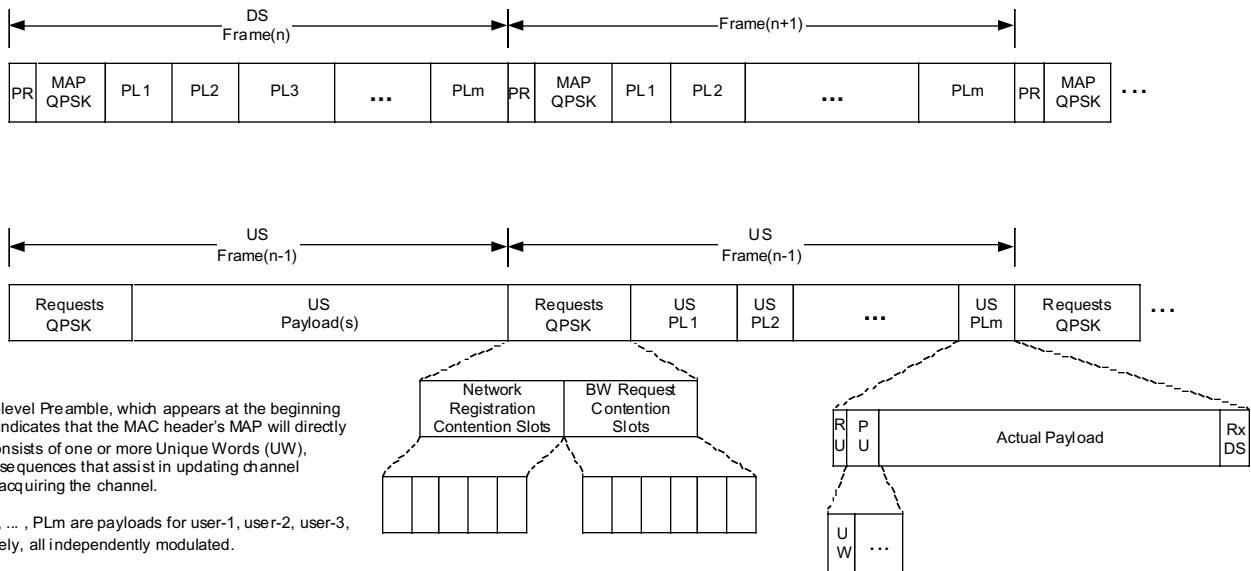 DS
Frame(n)
Frame(n+1)
PR
MAP
QPSK
PL1
PL2
PL3
...
PLm
PR
MAP
QPSK
PL1
PL2
...
PLm
PR
MAP
QPSK
...
US
Frame(n-1)
US
Frame(n-1)
Requests
QPSK
US
Payload(s)
Requests
QPSK
US
PL1
US
PL2
...
US
PLm
Requests
QPSK
...
Network
Registration
Contention Slots
BW Request
Contention
Slots
level Preamble, which appears at the beginning
indicates that the MAC header's MAP will directly
onsists of one or more Unique Words (UW),
sequences that assist in updating channel
acquiring the channel.
, ... , PLm are payloads for user-1, user-2, user-3,
ely, all independently modulated.
R
U
P
U
Actual Payload
Rx
DS
U
W
...